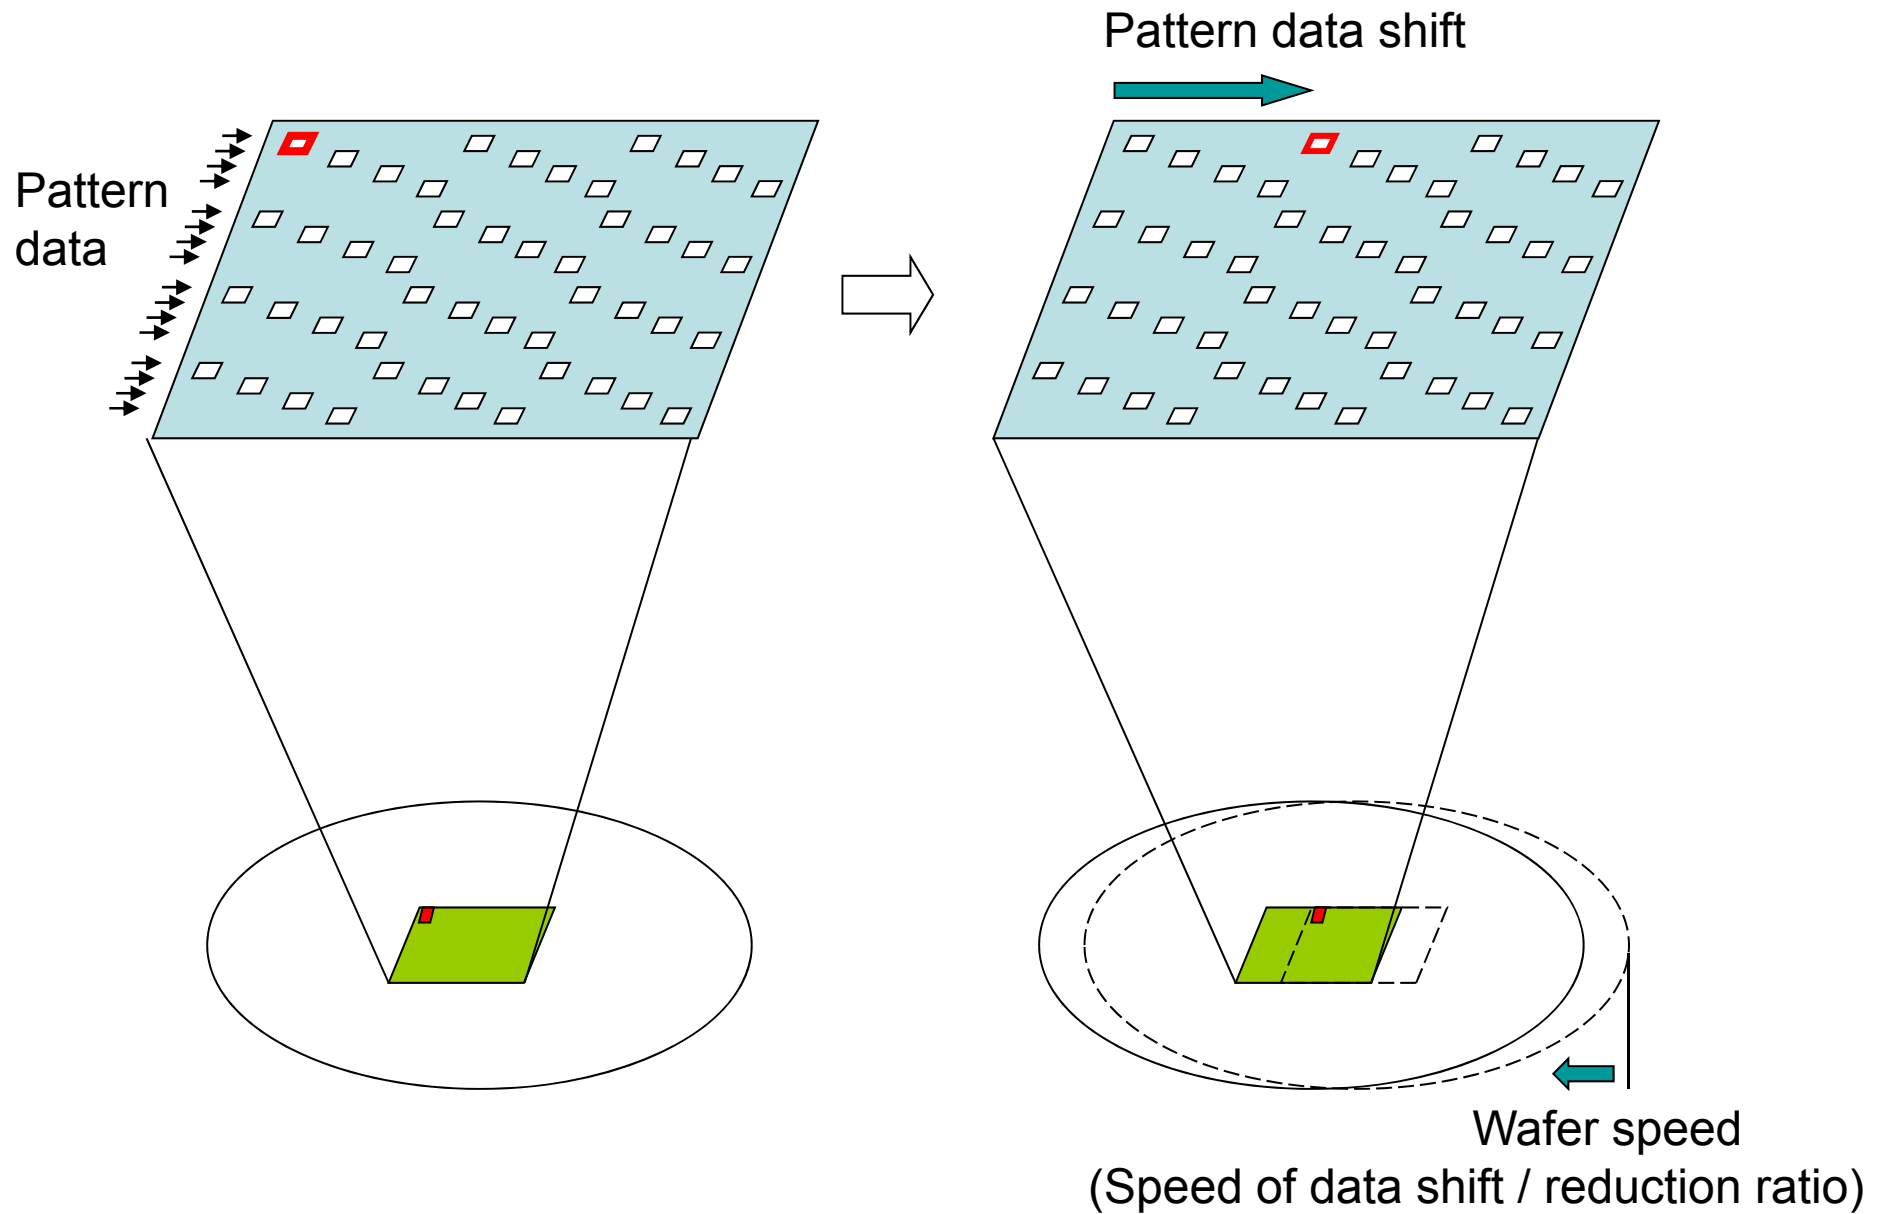 Pattern data shift
Pattern
data
Wafer speed
(Speed of data shift / reduction ratio)